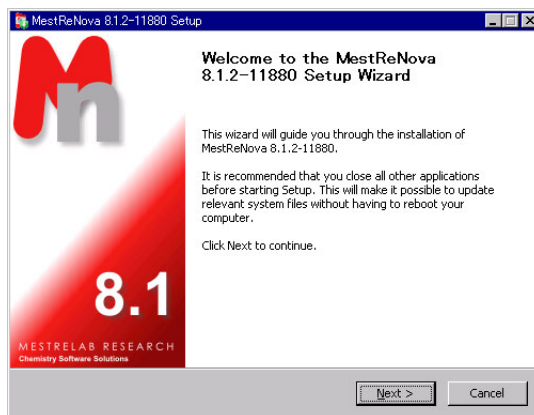 MestReNova 8.1.2-11880 Setup
Mn
Welcome to the MestReNova
8.1.2-11880 Setup Wizard
This wizard will guide you through the installation of
MestReNova 8.1.2-11880.
It is recommended that you close all other applications
before starting Setup. This will make it possible to update
relevant system files without having to reboot your
computer.
Click Next to continue.
8.1
MESTRELAB RESEARCH
Chemistry Software Solutions
Next >
Cancel